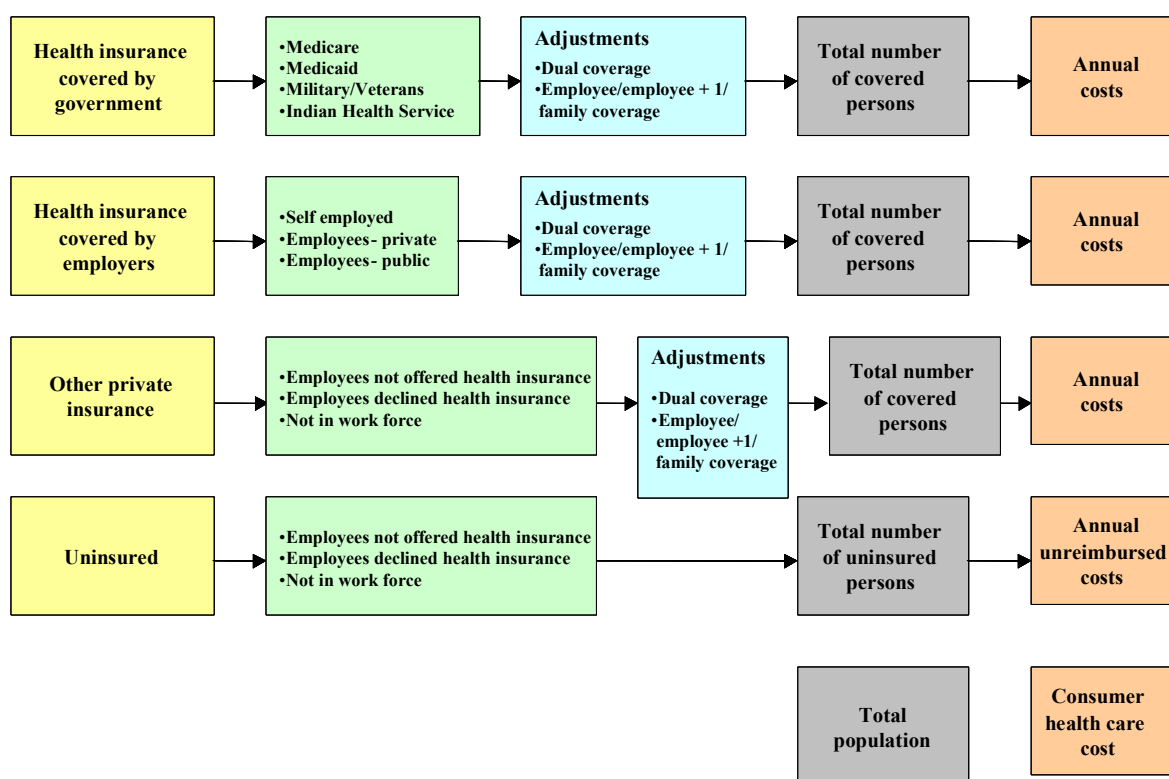 Health insurance
covered by
government
•Medicare
•Medicaid
•Military/Veterans
•Indian Health Service
Adjustments
•Dual coverage
•Employee/employee + 1/
family coverage
Total number
of covered
persons
Annual
costs
Health insurance
covered by
employers
•Self employed
•Employees- private
•Employees- public
Adjustments
•Dual coverage
•Employee/employee + 1/
family coverage
Total number
of covered
persons
Annual
costs
Other private
insurance
•Employees not offered health insurance
•Employees declined health insurance
•Not in work force
Adjustments
•Dual coverage
•Employee/
employee +1/
family coverage
Total number
of covered
persons
Annual
costs
Uninsured
•Employees not offered health insurance
•Employees declined health insurance
•Not in work force
Total number
of uninsured
persons
Annual
unreimbursed
costs
Total
population
Consumer
health care
cost